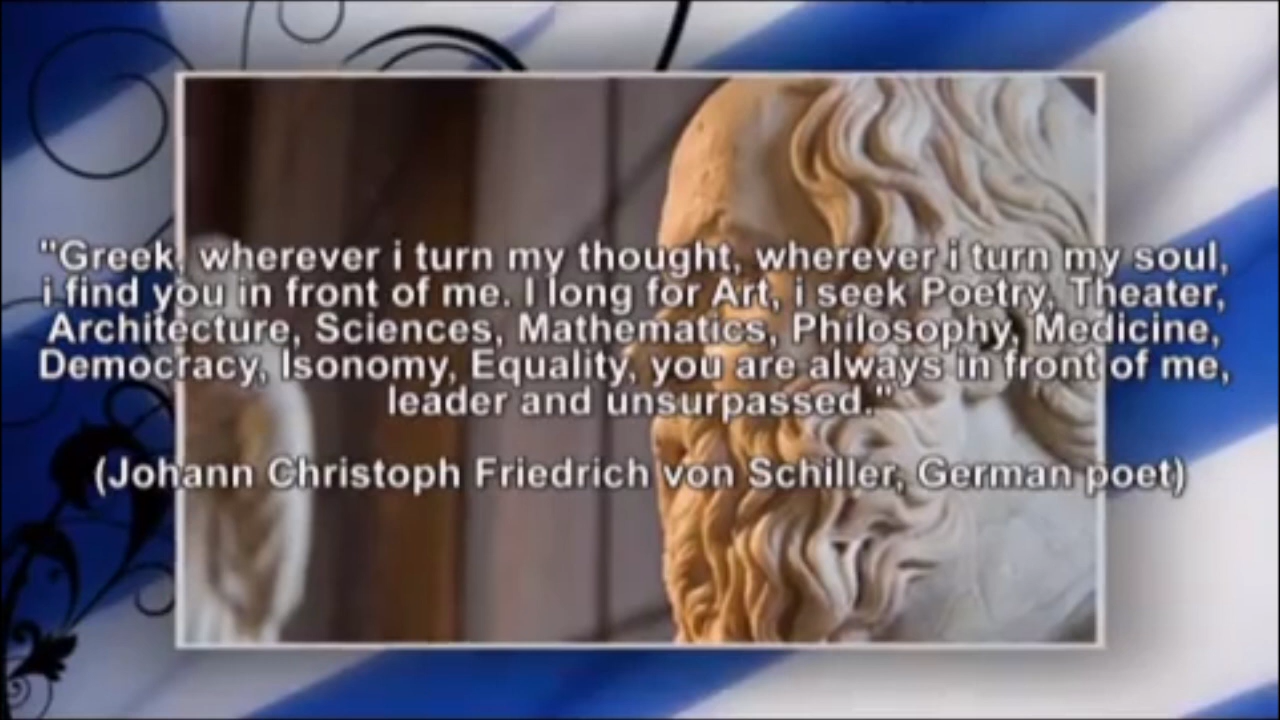 "Greek, wherever i turn my thought, wherever i turn my soul,
i find you in front of me. I long for Art, i seek Poetry, Theater,
Architecture, Sciences, Mathematics, Philosophy, Medicine,
Democracy, Isonomy, Equality, you are always in front of me,
leader and unsurpassed."
(Johann Christoph Friedrich von Schiller, German poet)